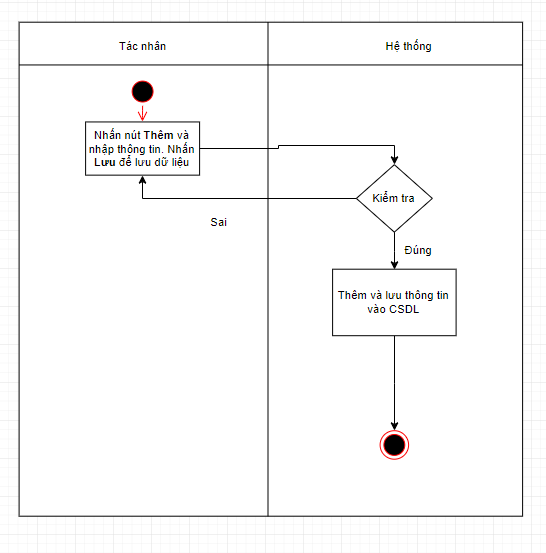 Tác nhân
Hệ thống
Nhấn nút Thêm và
nhập thông tin. Nhấn
Lưu để lưu dữ liệu
Kiểm tra
Sai
Đúng
Thêm và lưu thông tin
vào CSDL